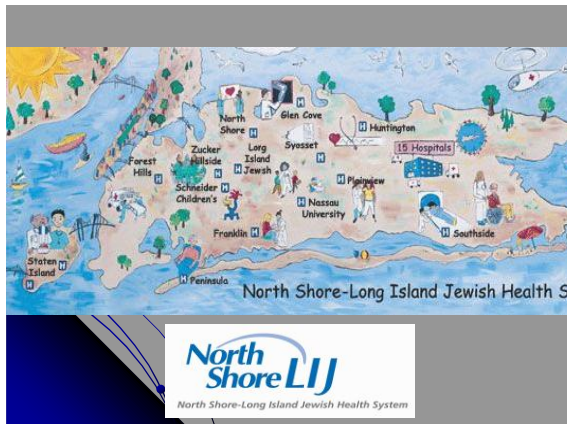 Glen Cove
North
Shore
Huntington
Syosset
15 Hospitals
Zucker
Hillside
Long
Island
Jewish
Forest
Hills
Schneider
Children's
Plainview
Nassau
University
Franklin
Southside
Staten
Island
Peninsula
North Shore-Long Island Jewish Health S
North
Shore LIJ
North Shore-Long Island Jewish Health System